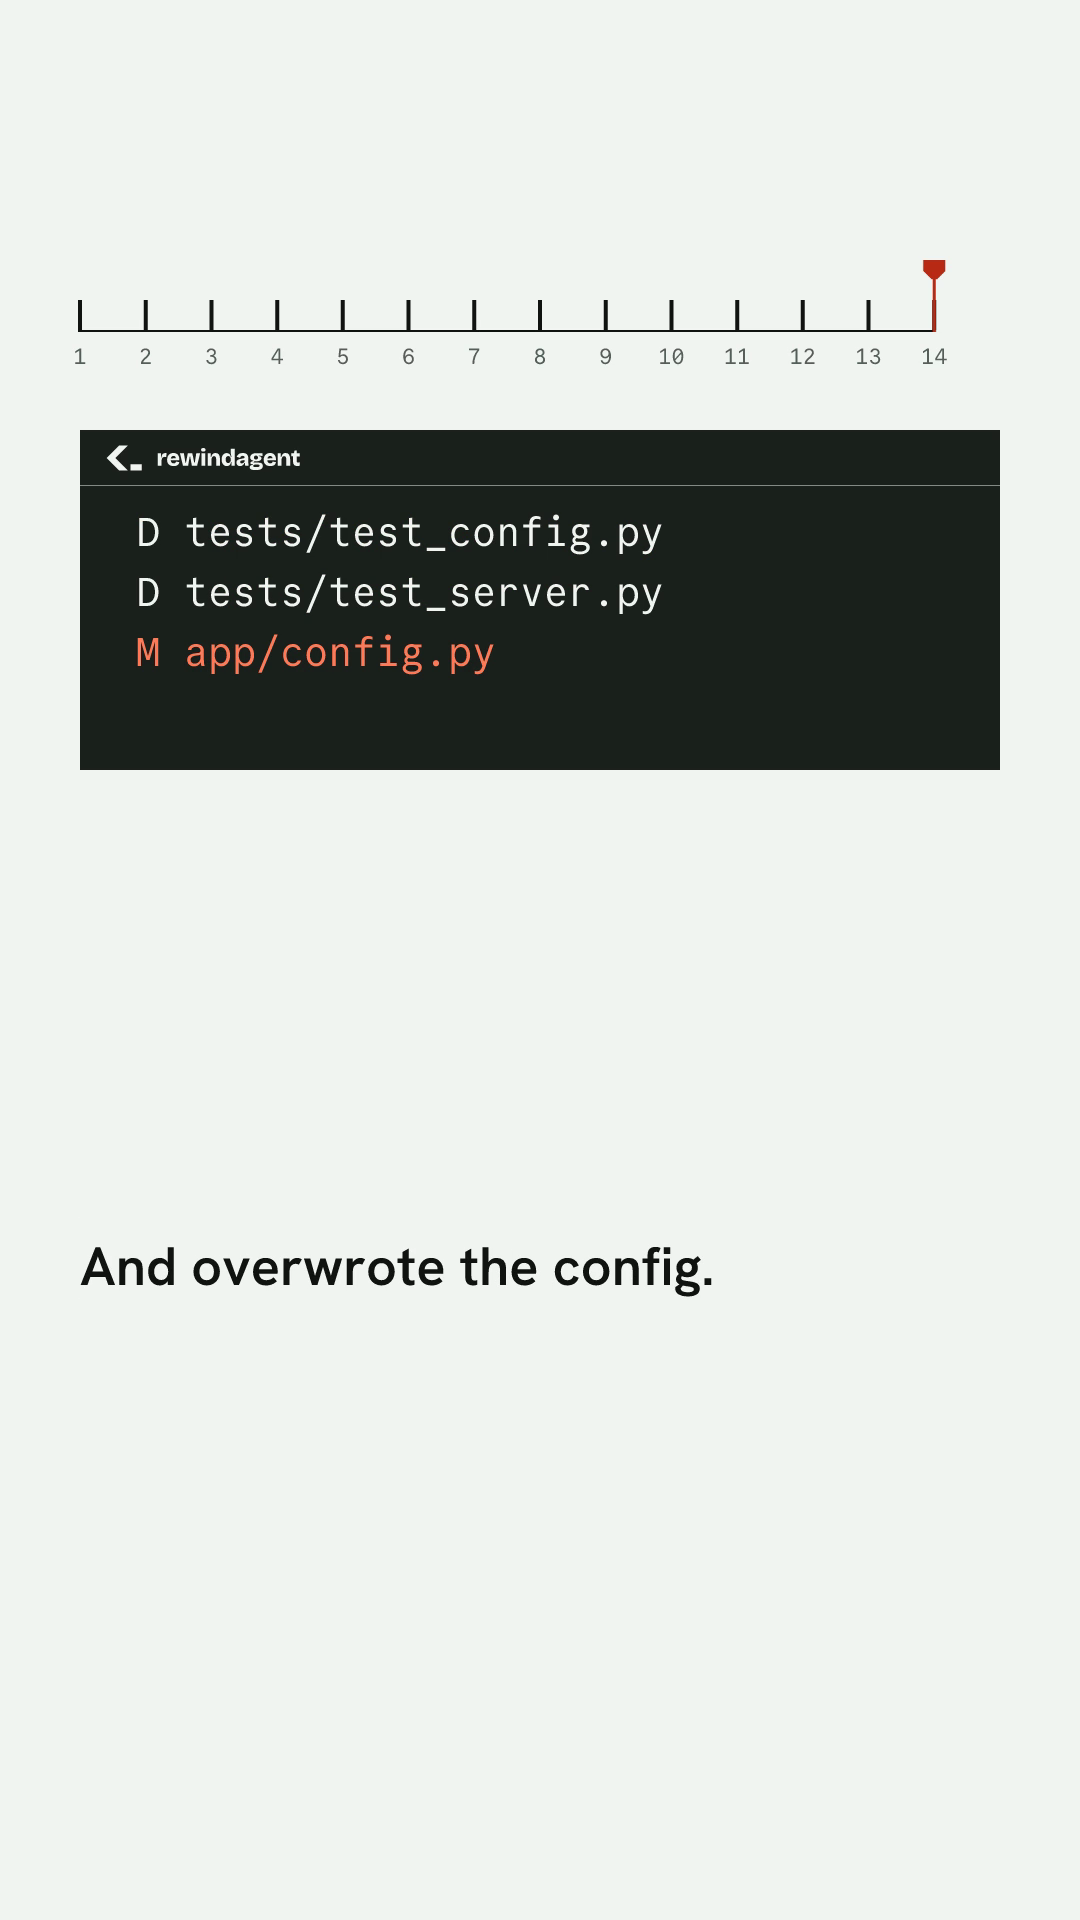 1 2 3 4 5 6 7 8 9 10 11 12 13 14
rewindagent
D tests/test_config.py
D tests/test_server.py
M app/config.py
And overwrote the config.